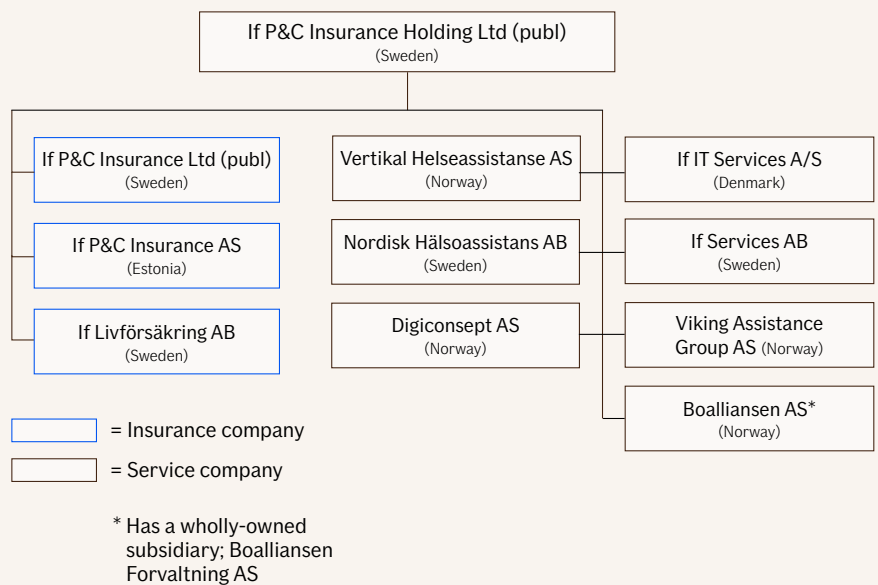 If P&C Insurance Holding Ltd (publ)
(Sweden)
If P&C Insurance Ltd (publ)
(Sweden)
If P&C Insurance AS
(Estonia)
If Livförsäkring AB
(Sweden)
Vertikal Helseassistanse AS
(Norway)
Nordisk Hälsoassistans AB
(Sweden)
Digiconsept AS
(Norway)
If IT Services A/S
(Denmark)
If Services AB
(Sweden)
Viking Assistance
Group AS (Norway)
Boalliansen AS*
(Norway)
= Insurance company
= Service company
* Has a wholly-owned
subsidiary; Boalliansen
Forvaltning AS